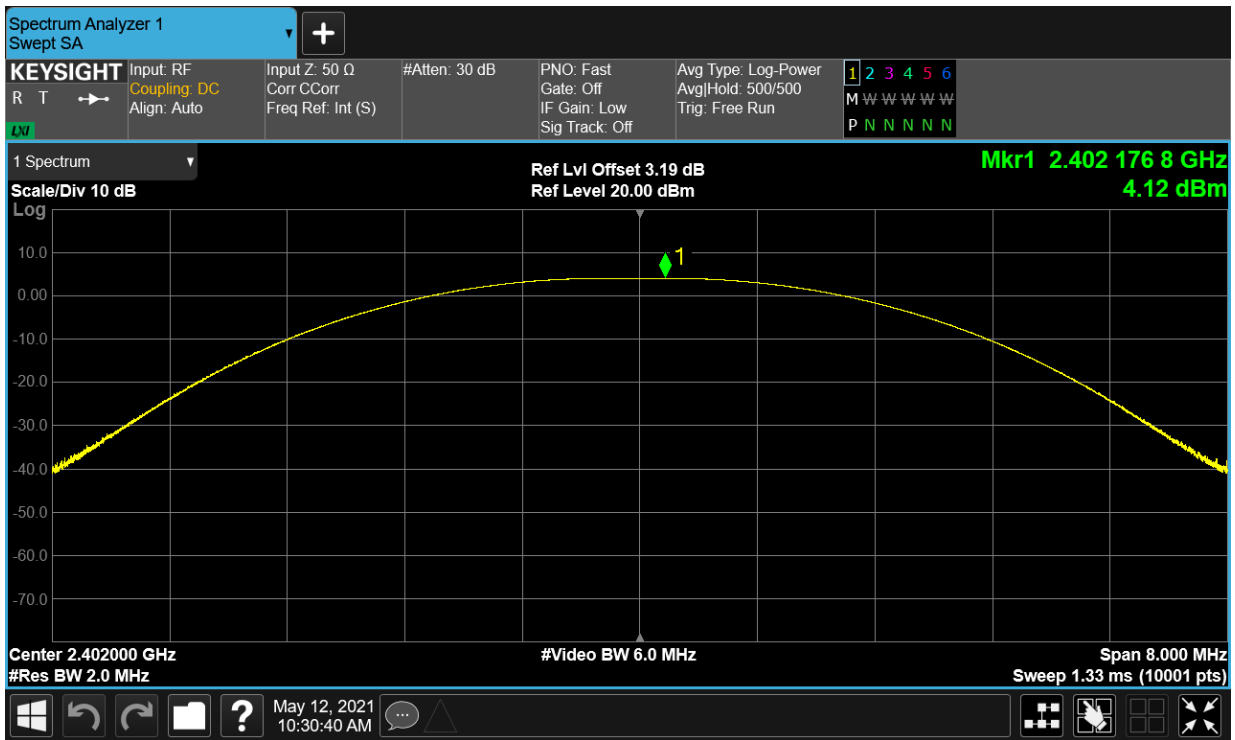 Spectrum Analyzer 1
Swept SA
+
KEYSIGHT
R T
LXI
Input: RF
Coupling: DC
Align: Auto
Input Z: 50 Ω
Corr CCorr
Freq Ref: Int (S)
#Atten: 30 dB
PNO: Fast
Gate: Off
IF Gain: Low
Sig Track: Off
Avg Type: Log-Power
Avg|Hold: 500/500
Trig: Free Run
1 2 3 4 5 6
M W W W W W
P N N N N N
1 Spectrum
Scale/Div 10 dB
Log
Ref Lvl Offset 3.19 dB
Ref Level 20.00 dBm
Mkr1 2.402 176 8 GHz
4.12 dBm
1
10.0
0.00
-10.0
-20.0
-30.0
-40.0
-50.0
-60.0
-70.0
Center 2.402000 GHz
#Res BW 2.0 MHz
#Video BW 6.0 MHz
Span 8.000 MHz
Sweep 1.33 ms (10001 pts)
?
May 12, 2021
10:30:40 AM